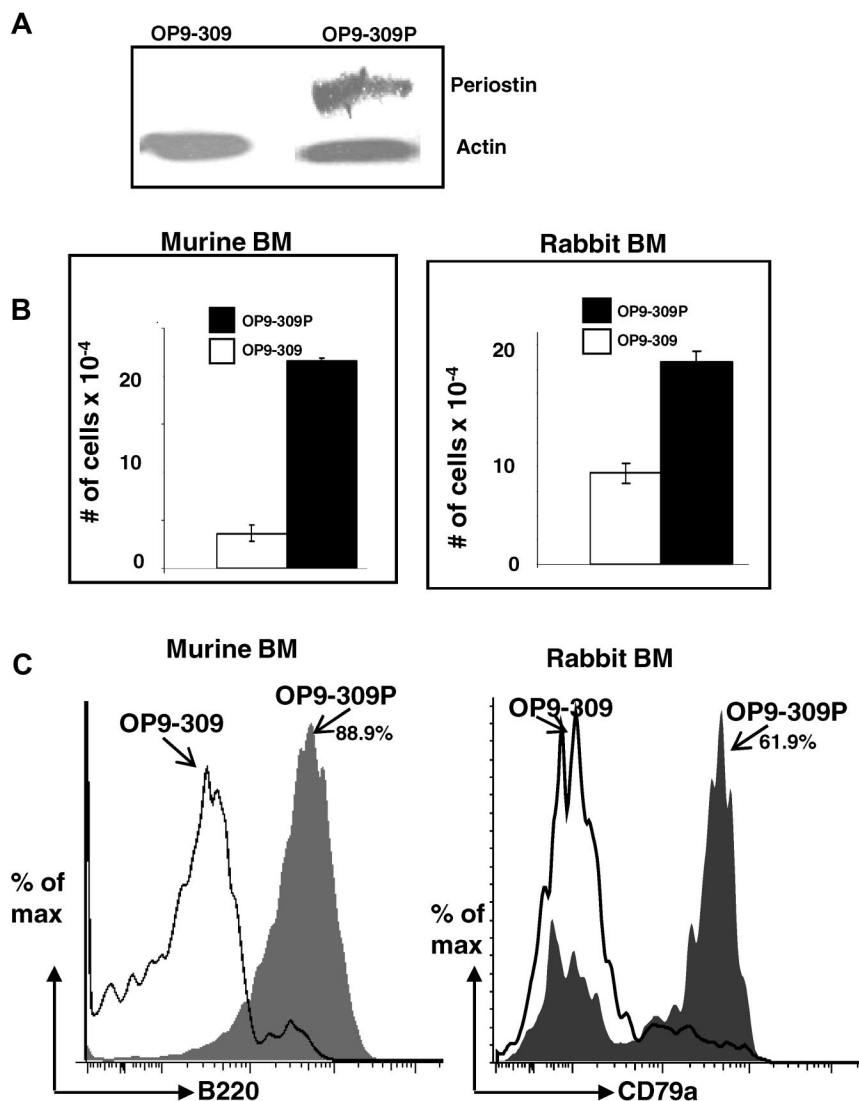 A
OP9-309 OP9-309P
Periostin
Actin
B
Murine BM
OP9-309P
OP9-309
# of cells x 10-4
20
10
0
Rabbit BM
OP9-309P
OP9-309
# of cells x 10-4
20
10
0
C
Murine BM
OP9-309
OP9-309P
88.9%
% of
max
B220
Rabbit BM
OP9-309
OP9-309P
61.9%
% of
max
CD79a